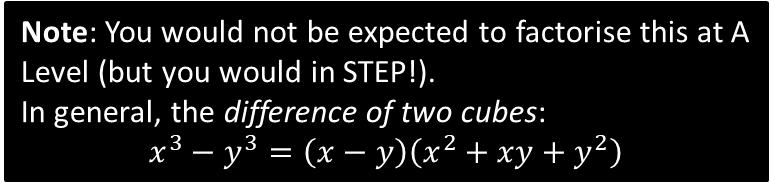 Note: You would not be expected to factorise this at A
Level (but you would in STEP!).
In general, the difference of two cubes:
x³ − y³ = (x − y)(x² + xy + y²)